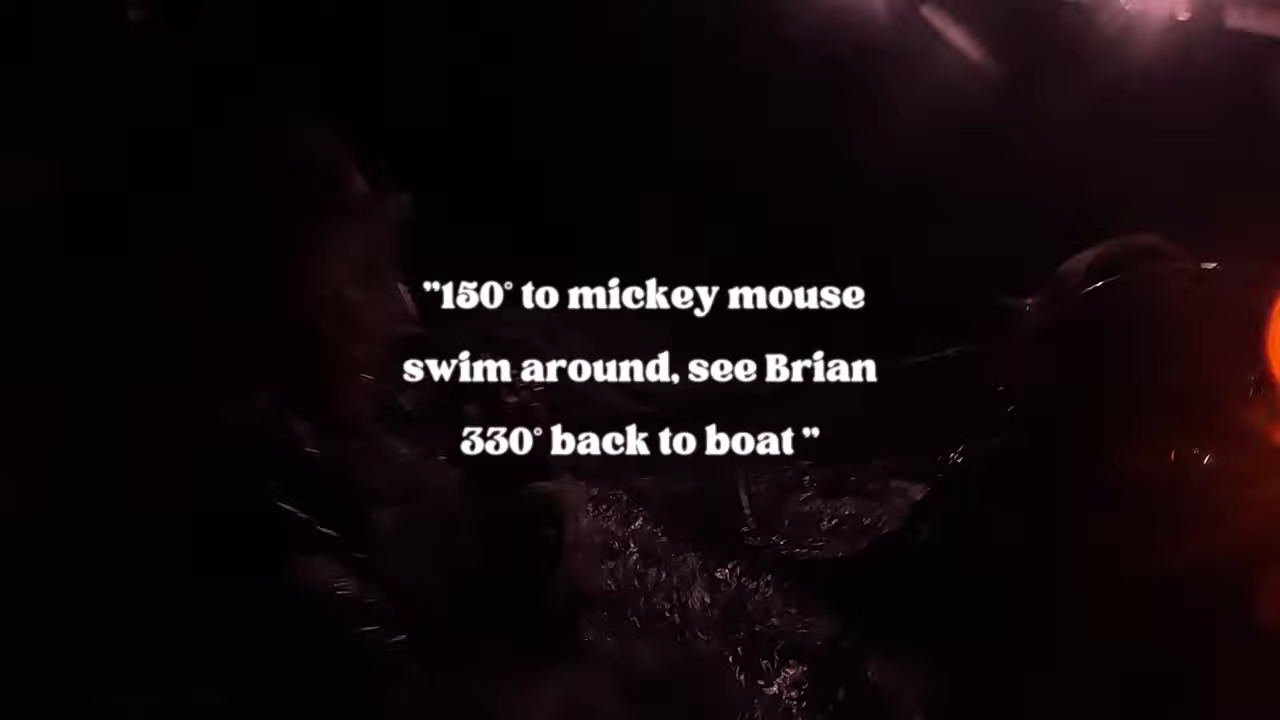 "150° to mickey mouse
swim around, see Brian
330° back to boat "